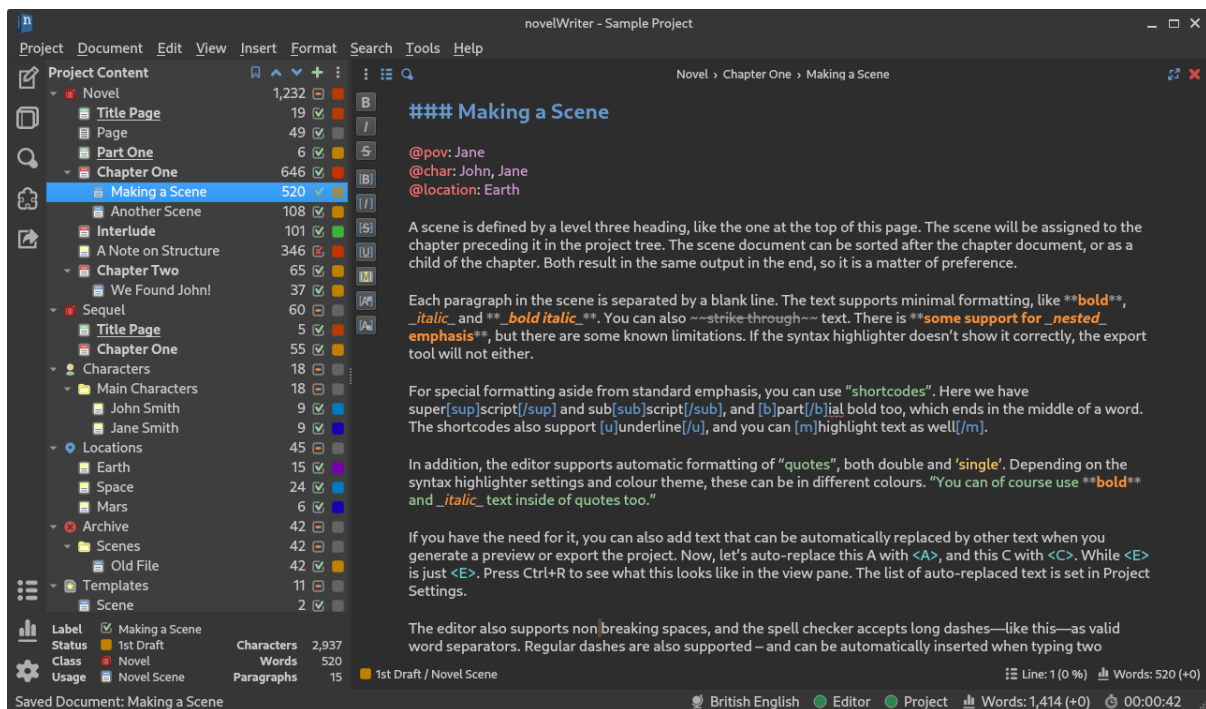 novelWriter - Sample Project
Project Document Edit View Insert Format Search Tools Help
Project Content
Novel 1,232
Title Page 19
Page 49
Part One 6
Chapter One 646
Making a Scene 520
Another Scene 108
Interlude 101
A Note on Structure 346
Chapter Two 65
We Found John! 37
Sequel 60
Title Page 5
Chapter One 55
Characters 18
Main Characters 18
John Smith 9
Jane Smith 9
Locations 45
Earth 15
Space 24
Mars 6
Archive 42
Scenes 42
Old File 42
Templates 11
Scene 2
Label Making a Scene
Status 1st Draft Characters 2,937
Class Novel Words 520
Usage Novel Scene Paragraphs 15
Novel › Chapter One › Making a Scene
B
I
S
[B]
[I]
[S]
[U]
[M]
### Making a Scene
@pov: Jane
@char: John, Jane
@location: Earth
A scene is defined by a level three heading, like the one at the top of this page. The scene will be assigned to the
chapter preceding it in the project tree. The scene document can be sorted after the chapter document, or as a
child of the chapter. Both result in the same output in the end, so it is a matter of preference.
Each paragraph in the scene is separated by a blank line. The text supports minimal formatting, like **bold**,
_italic_ and **_bold italic_**. You can also ~~strike through~~ text. There is **some support for _nested_
emphasis**, but there are some known limitations. If the syntax highlighter doesn’t show it correctly, the export
tool will not either.
For special formatting aside from standard emphasis, you can use “shortcodes”. Here we have
super[sup]script[/sup] and sub[sub]script[/sub], and [b]part[/b]ial bold too, which ends in the middle of a word.
The shortcodes also support [u]underline[/u], and you can [m]highlight text as well[/m].
In addition, the editor supports automatic formatting of “quotes”, both double and ‘single’. Depending on the
syntax highlighter settings and colour theme, these can be in different colours. “You can of course use **bold**
and _italic_ text inside of quotes too.”
If you have the need for it, you can also add text that can be automatically replaced by other text when you
generate a preview or export the project. Now, let’s auto-replace this A with <A>, and this C with <C>. While <E>
is just <E>. Press Ctrl+R to see what this looks like in the view pane. The list of auto-replaced text is set in Project
Settings.
The editor also supports non breaking spaces, and the spell checker accepts long dashes—like this—as valid
word separators. Regular dashes are also supported – and can be automatically inserted when typing two
1st Draft / Novel Scene Line: 1 (0 %) Words: 520 (+0)
Saved Document: Making a Scene British English Editor Project Words: 1,414 (+0) 00:00:42